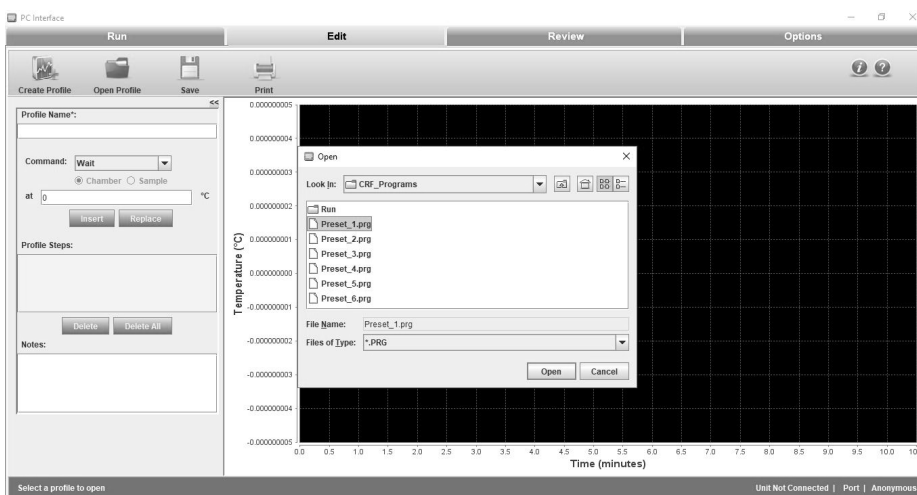 PC Interface
Run Edit Review Options
Create Profile Open Profile Save Print
<<
Profile Name*:
Command: Wait
Chamber Sample
at 0 °C
Insert Replace
Profile Steps:
Delete Delete All
Notes:
Temperature (°C)
0.000000005
0.000000004
0.000000003
0.000000002
0.000000001
0.000000000
-0.000000001
-0.000000002
-0.000000003
-0.000000004
-0.000000005
0.0 0.5 1.0 1.5 2.0 2.5 3.0 3.5 4.0 4.5 5.0 5.5 6.0 6.5 7.0 7.5 8.0 8.5 9.0 9.5 10.0 10
Time (minutes)
Open
Look In: CRF_Programs
Run
Preset_1.prg
Preset_2.prg
Preset_3.prg
Preset_4.prg
Preset_5.prg
Preset_6.prg
File Name: Preset_1.prg
Files of Type: *.PRG
Open Cancel
Select a profile to open
Unit Not Connected | Port | Anonymous